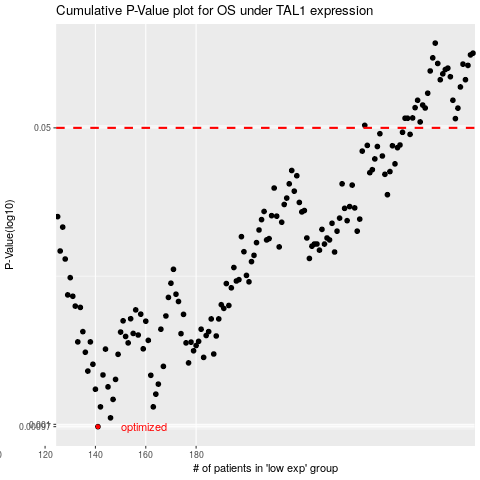 Cumulative P-Value plot for OS under TAL1 expression
P-Value(log10)
0.05
optimized
0 120 140 160 180
# of patients in 'low exp' group